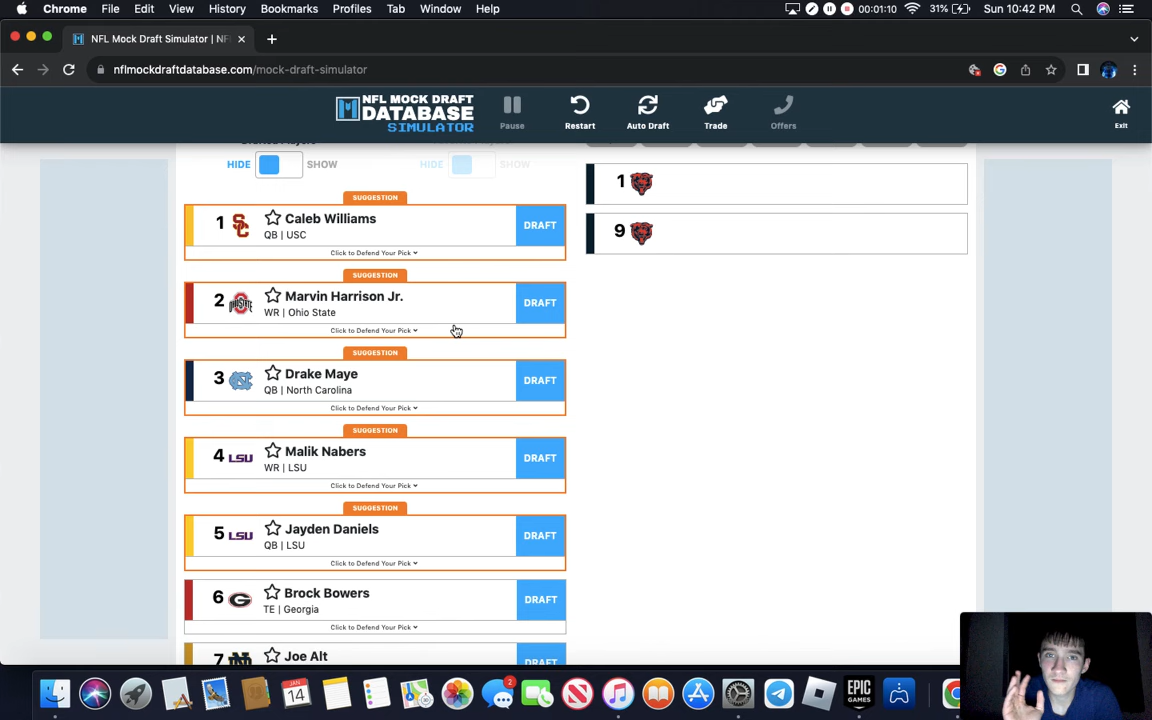 Chrome File Edit View History Bookmarks Profiles Tab Window Help 00:01:10 31% Sun 10:42 PM
NFL Mock Draft Simulator | NF
nflmockdraftdatabase.com/mock-draft-simulator
NFL MOCK DRAFT
DATABASE
SIMULATOR
Pause Restart Auto Draft Trade Offers Exit
HIDE SHOW HIDE SHOW
SUGGESTION
1 SC Caleb Williams DRAFT
QB | USC
Click to Defend Your Pick
SUGGESTION
2 OHIO STATE Marvin Harrison Jr. DRAFT
WR | Ohio State
Click to Defend Your Pick
SUGGESTION
3 NC Drake Maye DRAFT
QB | North Carolina
Click to Defend Your Pick
SUGGESTION
4 LSU Malik Nabers DRAFT
WR | LSU
Click to Defend Your Pick
SUGGESTION
5 LSU Jayden Daniels DRAFT
QB | LSU
Click to Defend Your Pick
6 G Brock Bowers DRAFT
TE | Georgia
Click to Defend Your Pick
7 ND Joe Alt DRAFT
1
9
JAN
14
2
EPIC
GAMES